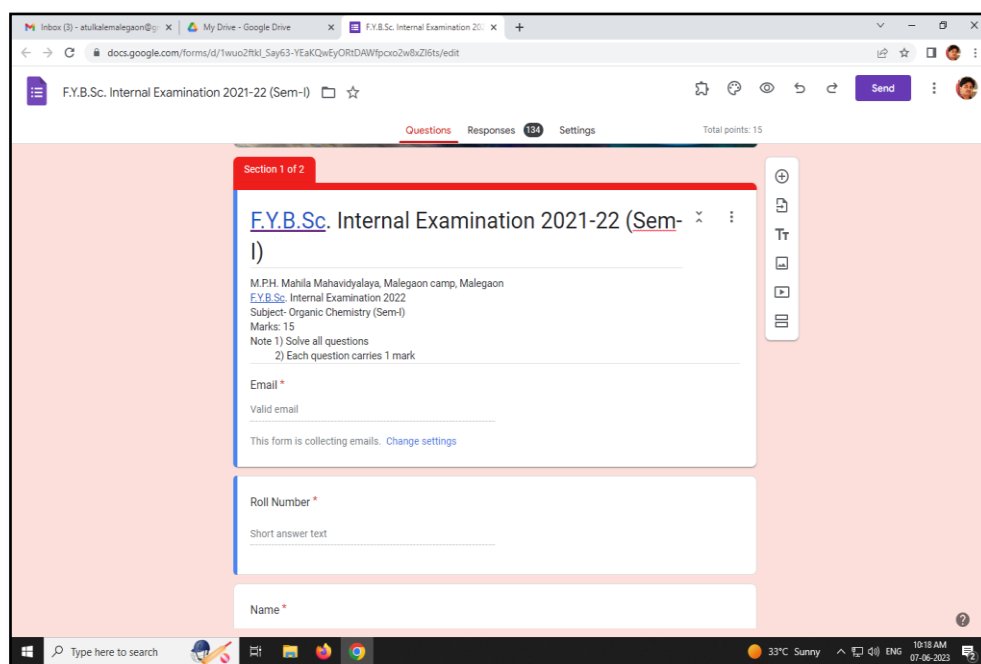 Inbox (3) - atulkalemalegaon@g
My Drive - Google Drive
F.Y.B.Sc. Internal Examination 202
docs.google.com/forms/d/1wuo2ftkI_Say63-YEaKQwEyORtDAWfpcxo2w8xZI6ts/edit
F.Y.B.Sc. Internal Examination 2021-22 (Sem-I)
Send
Questions Responses 134 Settings
Total points: 15
Section 1 of 2
F.Y.B.Sc. Internal Examination 2021-22 (Sem-
I)
M.P.H. Mahila Mahavidyalaya, Malegaon camp, Malegaon
F.Y.B.Sc. Internal Examination 2022
Subject- Organic Chemistry (Sem-I)
Marks: 15
Note 1) Solve all questions
2) Each question carries 1 mark
Email *
Valid email
This form is collecting emails. Change settings
Roll Number *
Short answer text
Name *
Type here to search
33°C Sunny
ENG
10:18 AM
07-06-2023
2